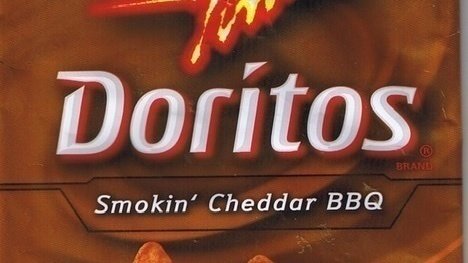 Doritos
®
BRAND
Smokin' Cheddar BBQ